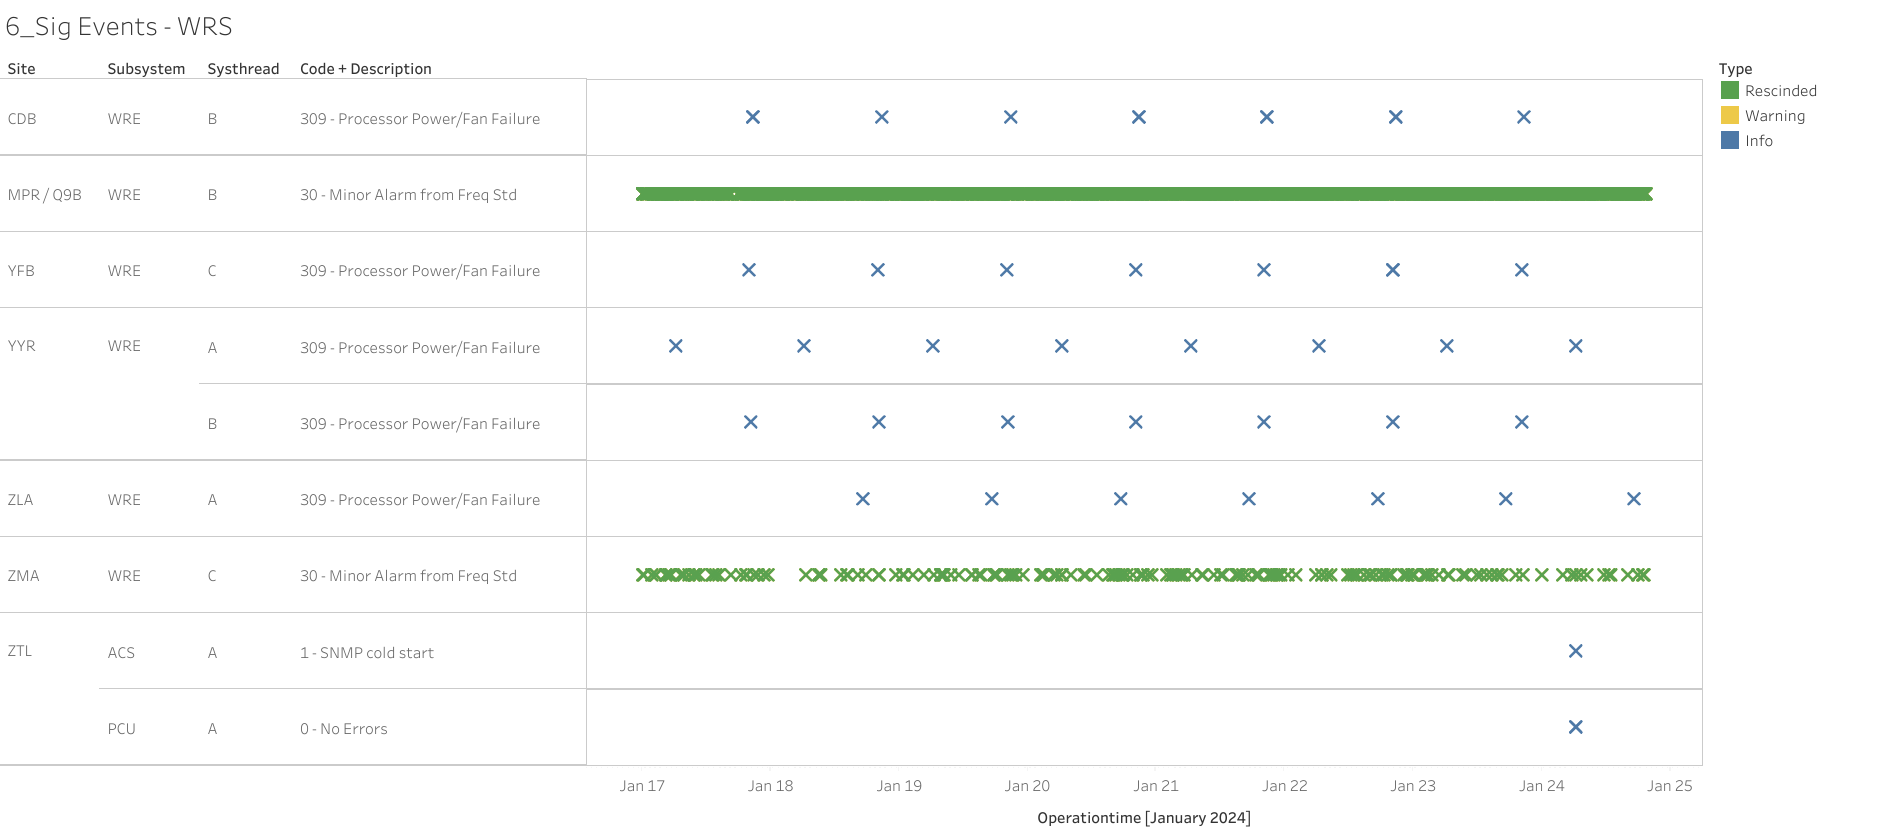 6_Sig Events - WRS
Site Subsystem Systhread Code + Description
Type
Rescinded
Warning
Info
CDB WRE B 309 - Processor Power/Fan Failure
MPR / Q9B WRE B 30 - Minor Alarm from Freq Std
YFB WRE C 309 - Processor Power/Fan Failure
YYR WRE A 309 - Processor Power/Fan Failure
B 309 - Processor Power/Fan Failure
ZLA WRE A 309 - Processor Power/Fan Failure
ZMA WRE C 30 - Minor Alarm from Freq Std
ZTL ACS A 1 - SNMP cold start
PCU A 0 - No Errors
Jan 17 Jan 18 Jan 19 Jan 20 Jan 21 Jan 22 Jan 23 Jan 24 Jan 25
Operationtime [January 2024]